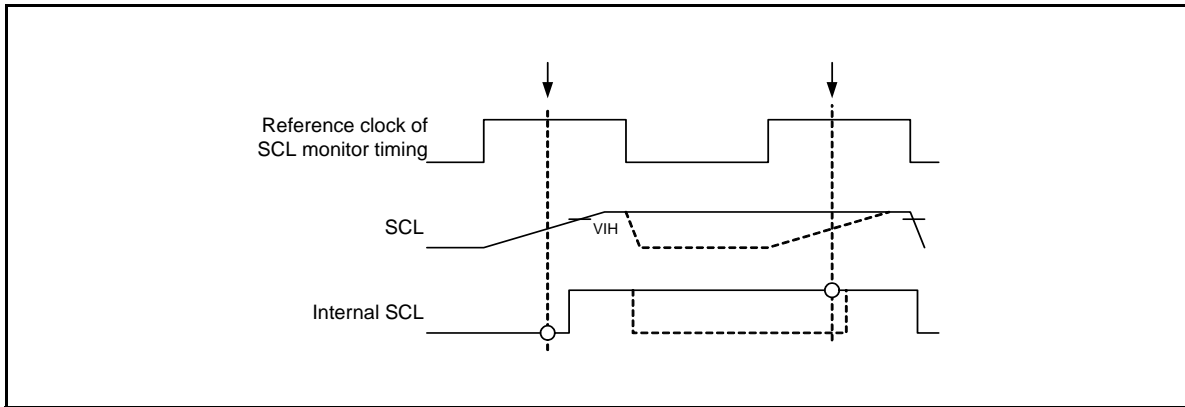 Reference clock of
SCL monitor timing
SCL
VIH
Internal SCL